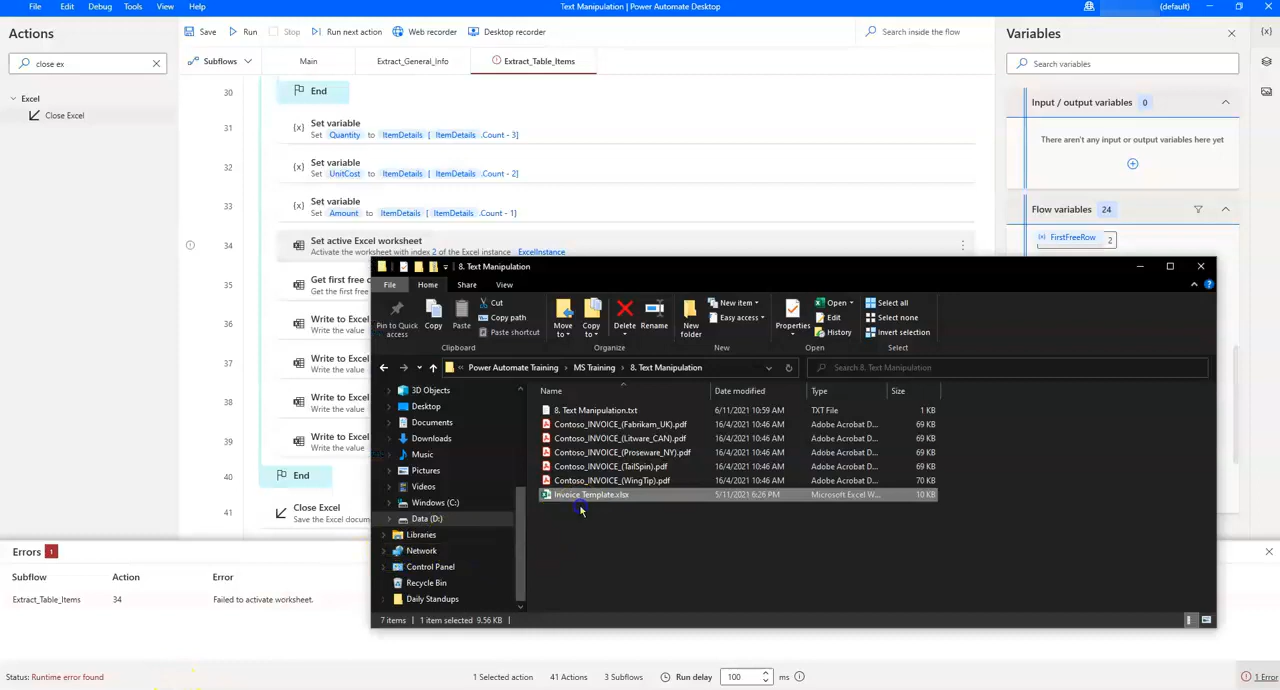 File Edit Debug Tools View Help
Text Manipulation | Power Automate Desktop
(default)
Actions
close ex
Excel
Close Excel
Save Run Stop Run next action Web recorder Desktop recorder
Search inside the flow
Subflows Main Extract_General_Info Extract_Table_Items
30 End
31 Set variable
Set Quantity to ItemDetails [ ItemDetails .Count - 3]
32 Set variable
Set UnitCost to ItemDetails [ ItemDetails .Count - 2]
33 Set variable
Set Amount to ItemDetails [ ItemDetails .Count - 1]
34 Set active Excel worksheet
Activate the worksheet with index 2 of the Excel instance ExcelInstance
35 Get first free c
Get the first free
36 Write to Excel
Write the value
37 Write to Excel
Write the value
38 Write to Excel
Write the value
39 Write to Excel
Write the value
40 End
41 Close Excel
Save the Excel docume
Variables
Search variables
Input / output variables 0
There aren't any input or output variables here yet
Flow variables 24
(x) FirstFreeRow 2
8. Text Manipulation
File Home Share View
Pin to Quick access
Copy
Paste
Cut
Copy path
Paste shortcut
Move to
Copy to
Delete
Rename
New folder
New item
Easy access
Properties
Open
Edit
History
Select all
Select none
Invert selection
Clipboard Organize New Open Select
Power Automate Training MS Training 8. Text Manipulation
Search 8. Text Manipulation
3D Objects
Desktop
Documents
Downloads
Music
Pictures
Videos
Windows (C:)
Data (D:)
Libraries
Network
Control Panel
Recycle Bin
Daily Standups
Name Date modified Type Size
8. Text Manipulation.txt 6/11/2021 10:59 AM TXT File 1 KB
Contoso_INVOICE_(Fabrikam_UK).pdf 16/4/2021 10:46 AM Adobe Acrobat D... 69 KB
Contoso_INVOICE_(Litware_CAN).pdf 16/4/2021 10:46 AM Adobe Acrobat D... 69 KB
Contoso_INVOICE_(Proseware_NY).pdf 16/4/2021 10:46 AM Adobe Acrobat D... 69 KB
Contoso_INVOICE_(TailSpin).pdf 16/4/2021 10:46 AM Adobe Acrobat D... 69 KB
Contoso_INVOICE_(WingTip).pdf 16/4/2021 10:46 AM Adobe Acrobat D... 70 KB
Invoice Template.xlsx 5/11/2021 6:26 PM Microsoft Excel W... 10 KB
7 items 1 item selected 9.56 KB
Errors 1
Subflow Action Error
Extract_Table_Items 34 Failed to activate worksheet.
Status: Runtime error found
1 Selected action 41 Actions 3 Subflows Run delay 100 ms
1 Error